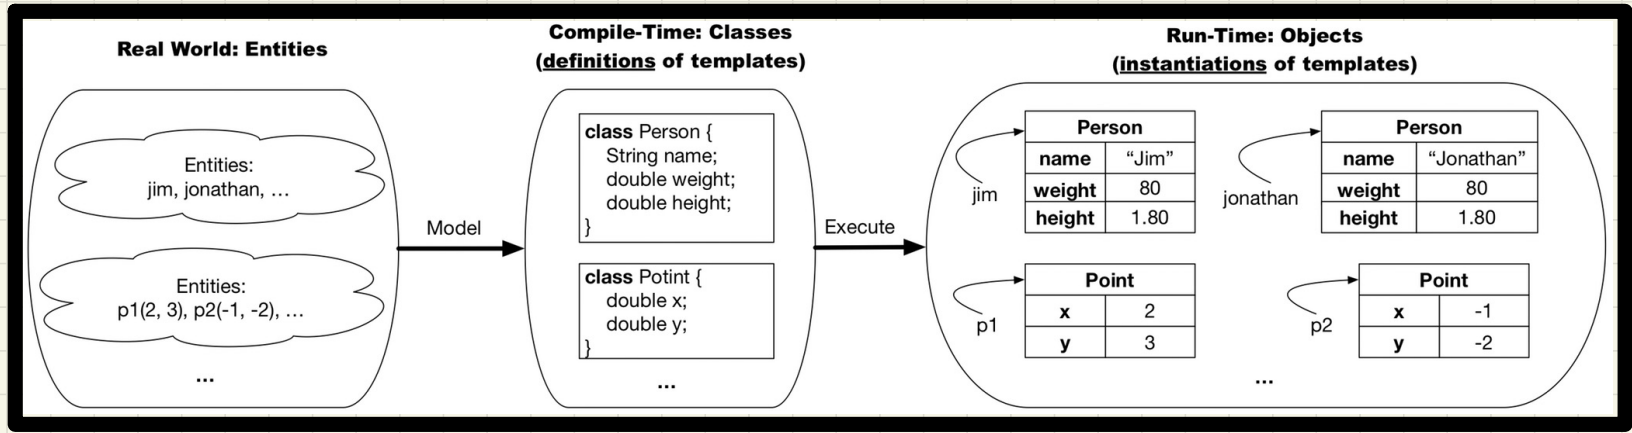 Real World: Entities
Entities:
jim, jonathan, ...
Entities:
p1(2, 3), p2(-1, -2), ...
...
Model
Compile-Time: Classes
(definitions of templates)
class Person {
String name;
double weight;
double height;
}
class Potint {
double x;
double y;
}
...
Execute
Run-Time: Objects
(instantiations of templates)
jim
Person
name “Jim”
weight 80
height 1.80
jonathan
Person
name “Jonathan”
weight 80
height 1.80
p1
Point
x 2
y 3
p2
Point
x -1
y -2
...